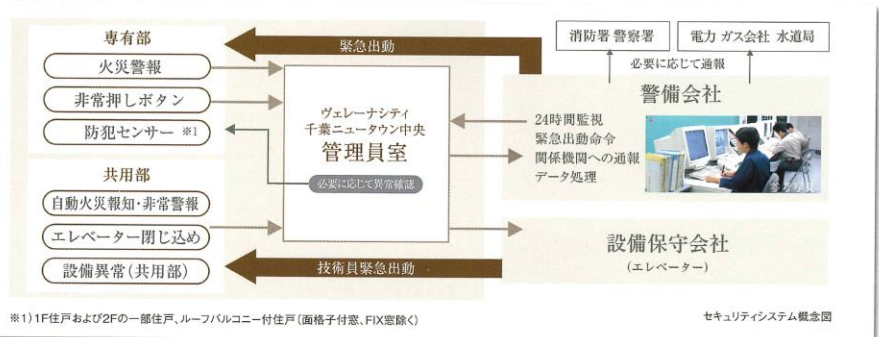 専有部
火災警報
非常押しボタン
防犯センサー ※1
共用部
自動火災報知・非常警報
エレベーター閉じ込め
設備異常(共用部)
緊急出動
ヴェレーナシティ
千葉ニュータウン中央
管理員室
必要に応じて異常確認
技術員緊急出動
消防署 警察署
電力 ガス会社 水道局
必要に応じて通報
警備会社
24時間監視
緊急出動命令
関係機関への通報
データ処理
参考写真
設備保守会社
(エレベーター)
※1)1F住戸および2Fの一部住戸、ルーフバルコニー付住戸(面格子付窓、FIX窓除く)
セキュリティシステム概念図